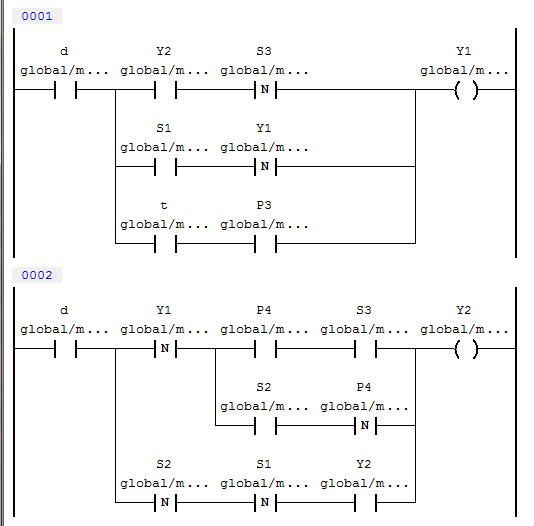 0001
d Y2 S3 Y1
global/m... global/m... global/m... global/m...
N
S1 Y1
global/m... global/m...
N
t P3
global/m... global/m...
0002
d Y1 P4 S3 Y2
global/m... global/m... global/m... global/m... global/m...
N
S2 P4
global/m... global/m...
N
S2 S1 Y2
global/m... global/m... global/m...
N N